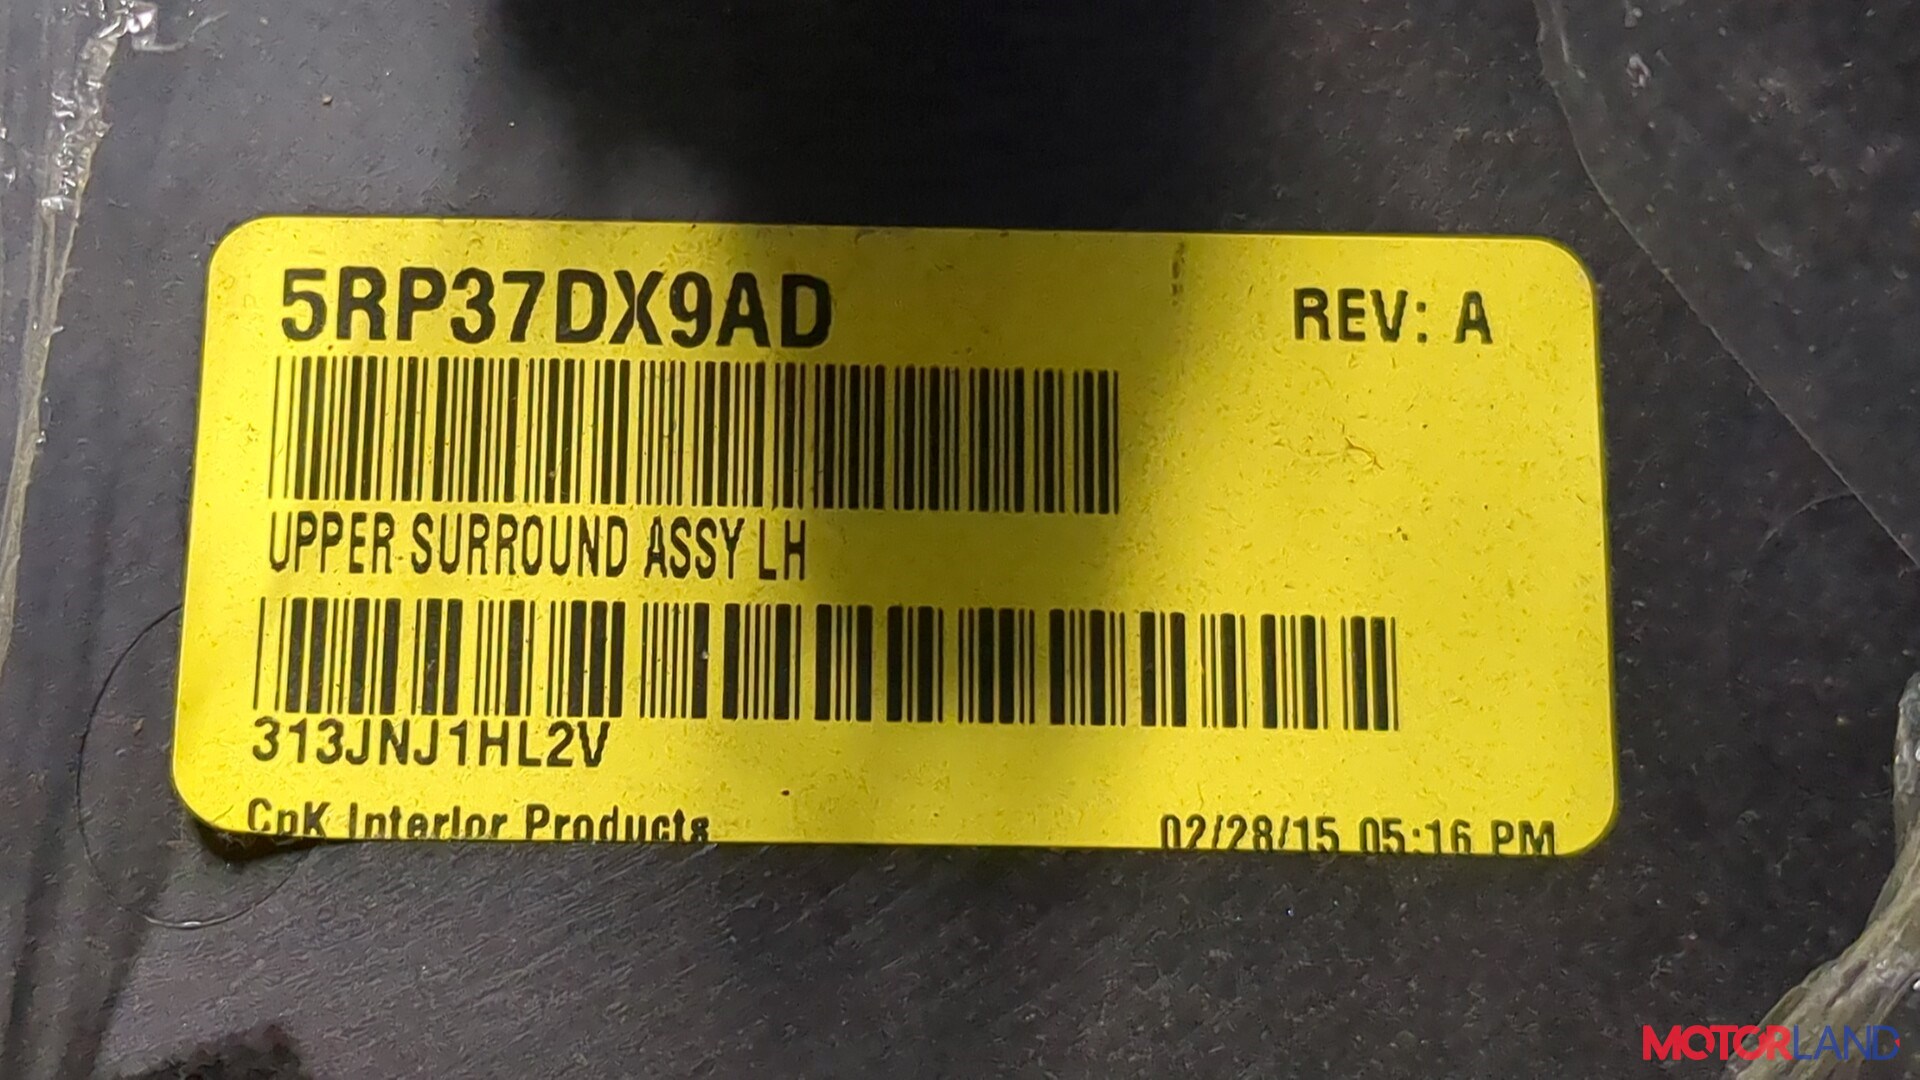 5RP37DX9AD
REV: A
UPPER SURROUND ASSY LH
313JNJ1HL2V
CpK Interior Products
02/28/15 05:16 PM
MOTORLAND